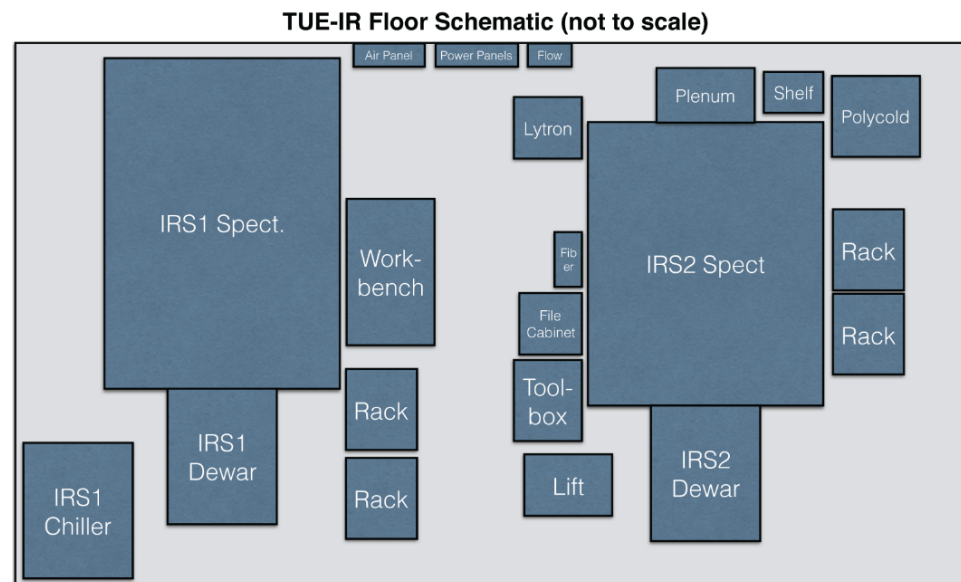 TUE-IR Floor Schematic (not to scale)
Air Panel
Power Panels
Flow
Plenum
Shelf
Polycold
Lytron
IRS1 Spect.
Work-
bench
Fib
er
IRS2 Spect
Rack
File
Cabinet
Rack
Tool-
box
Rack
IRS1
Dewar
IRS2
Dewar
Lift
Rack
IRS1
Chiller